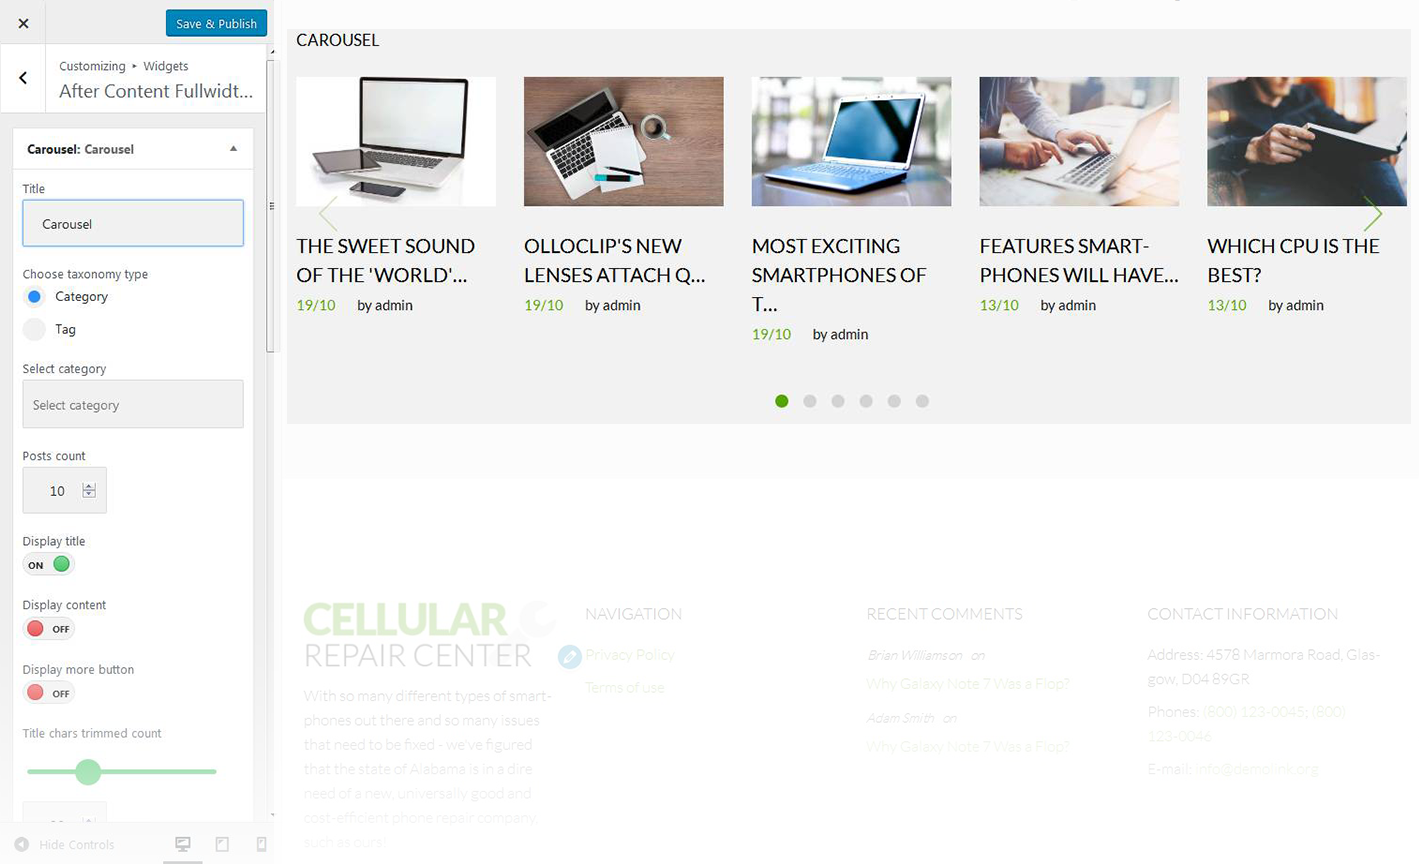 Save & Publish
Customizing ▸ Widgets
After Content Fullwidt...
Carousel: Carousel
Title
Carousel
Choose taxonomy type
Category
Tag
Select category
Select category
Posts count
10
Display title
ON
Display content
OFF
Display more button
OFF
Title chars trimmed count
Hide Controls
CAROUSEL
THE SWEET SOUND
OF THE 'WORLD'...
19/10 by admin
OLLOCLIP'S NEW
LENSES ATTACH Q...
19/10 by admin
MOST EXCITING
SMARTPHONES OF
T...
19/10 by admin
FEATURES SMART-
PHONES WILL HAVE...
13/10 by admin
WHICH CPU IS THE
BEST?
13/10 by admin
CELLULAR
REPAIR CENTER
With so many different types of smart-
phones out there and so many issues
that need to be fixed - we've figured
that the state of Alabama is in a dire
need of a new, universally good and
cost-efficient phone repair company,
such as ours!
NAVIGATION
Privacy Policy
Terms of use
RECENT COMMENTS
Brian Williamson on
Why Galaxy Note 7 Was a Flop?
Adam Smith on
Why Galaxy Note 7 Was a Flop?
CONTACT INFORMATION
Address: 4578 Marmora Road, Glas-
gow, D04 89GR
Phones: (800) 123-0045; (800)
123-0046
E-mail: info@demolink.org